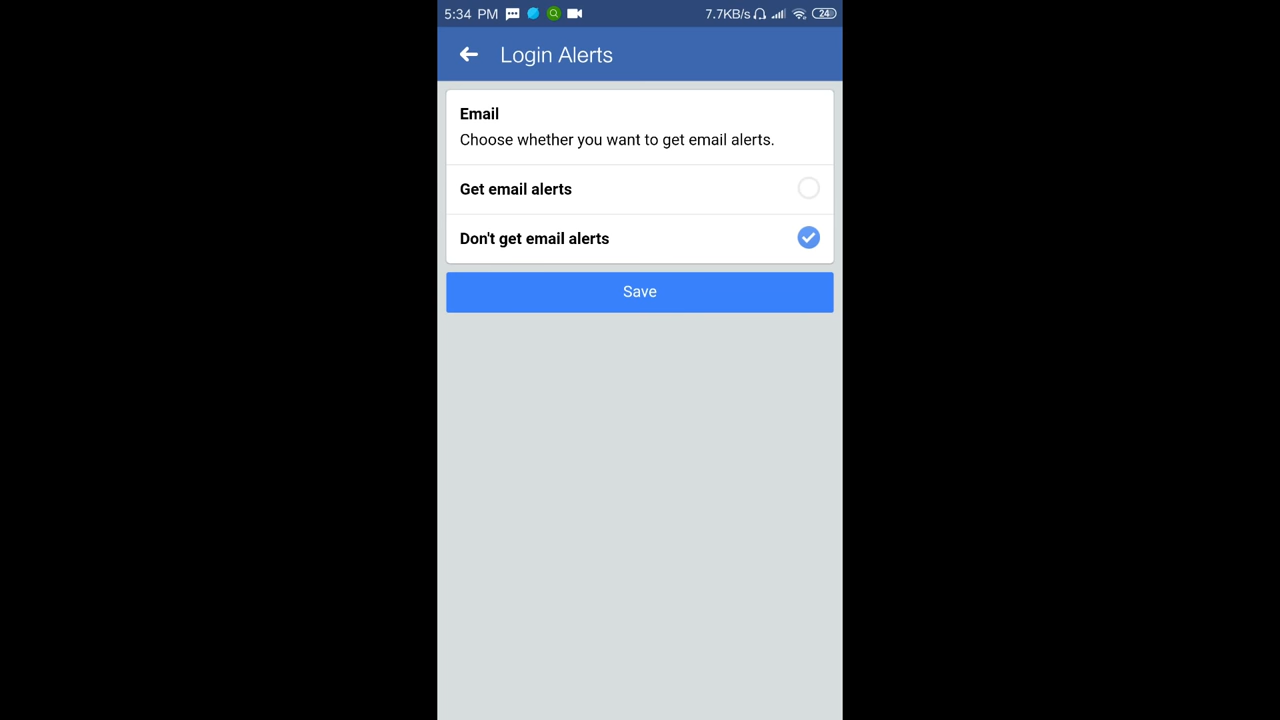 5:34 PM 7.7KB/s 24
Login Alerts
Email
Choose whether you want to get email alerts.
Get email alerts
Don't get email alerts
Save